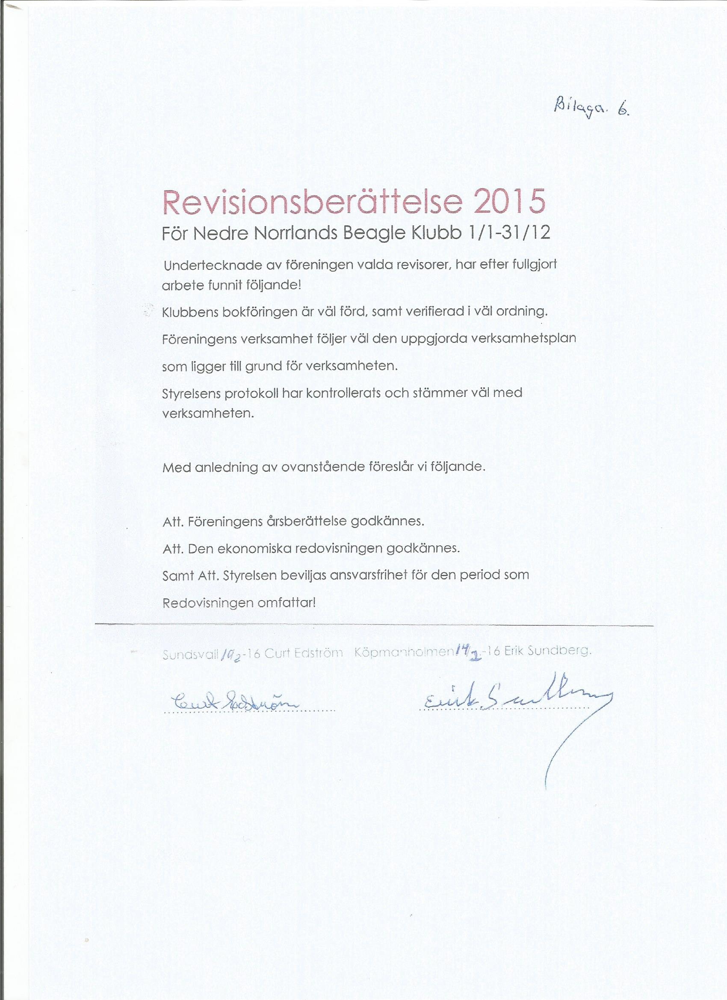 Bilaga. 6.
Revisionsberättelse 2015
För Nedre Norrlands Beagle Klubb 1/1-31/12
Undertecknade av föreningen valda revisorer, har efter fullgjort
arbete funnit följande!
Klubbens bokföringen är väl förd, samt verifierad i väl ordning.
Föreningens verksamhet följer väl den uppgjorda verksamhetsplan
som ligger till grund för verksamheten.
Styrelsens protokoll har kontrollerats och stämmer väl med
verksamheten.
Med anledning av ovanstående föreslår vi följande.
Att. Föreningens årsberättelse godkännes.
Att. Den ekonomiska redovisningen godkännes.
Samt Att. Styrelsen beviljas ansvarsfrihet för den period som
Redovisningen omfattar!
Sundsvall -16 Curt Edström Köpmanholmen 14/2-16 Erik Sundberg.
Curt Edström Erik Sundberg